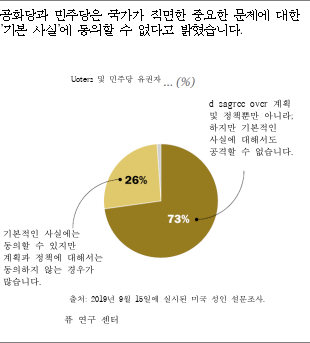 공화당과 민주당은 국가가 직면한 중요한 문제에 대한
'기본 사실'에 동의할 수 없다고 밝혔습니다.
Uoters 및 민주당 유권자 ... (%)
d sagree over 계획
및 정책뿐만 아니라;
하지만 기본적인
사실에 대해서도
공격할 수 없습니다.
26%
73%
기본적인 사실에는
동의할 수 있지만
계획과 정책에 대해서는
동의하지 않는 경우가
많습니다.
출처: 2019년 9월 15일에 실시된 미국 성인 설문조사.
퓨 연구 센터